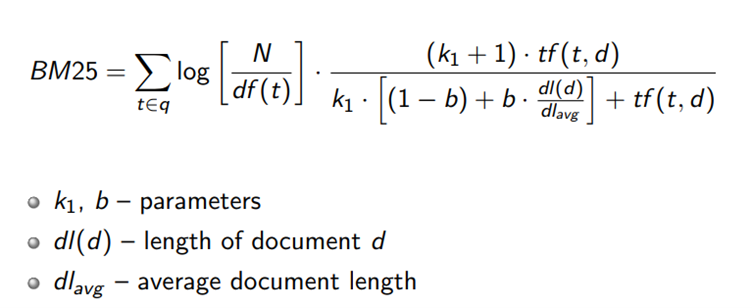 BM25 = ∑_{t∈q} log [ N / df(t) ] · (k₁ + 1) · tf(t, d) / ( k₁ · [ (1 − b) + b · dl(d) / dl_avg ] + tf(t, d) )
k₁, b – parameters
dl(d) – length of document d
dl_avg – average document length